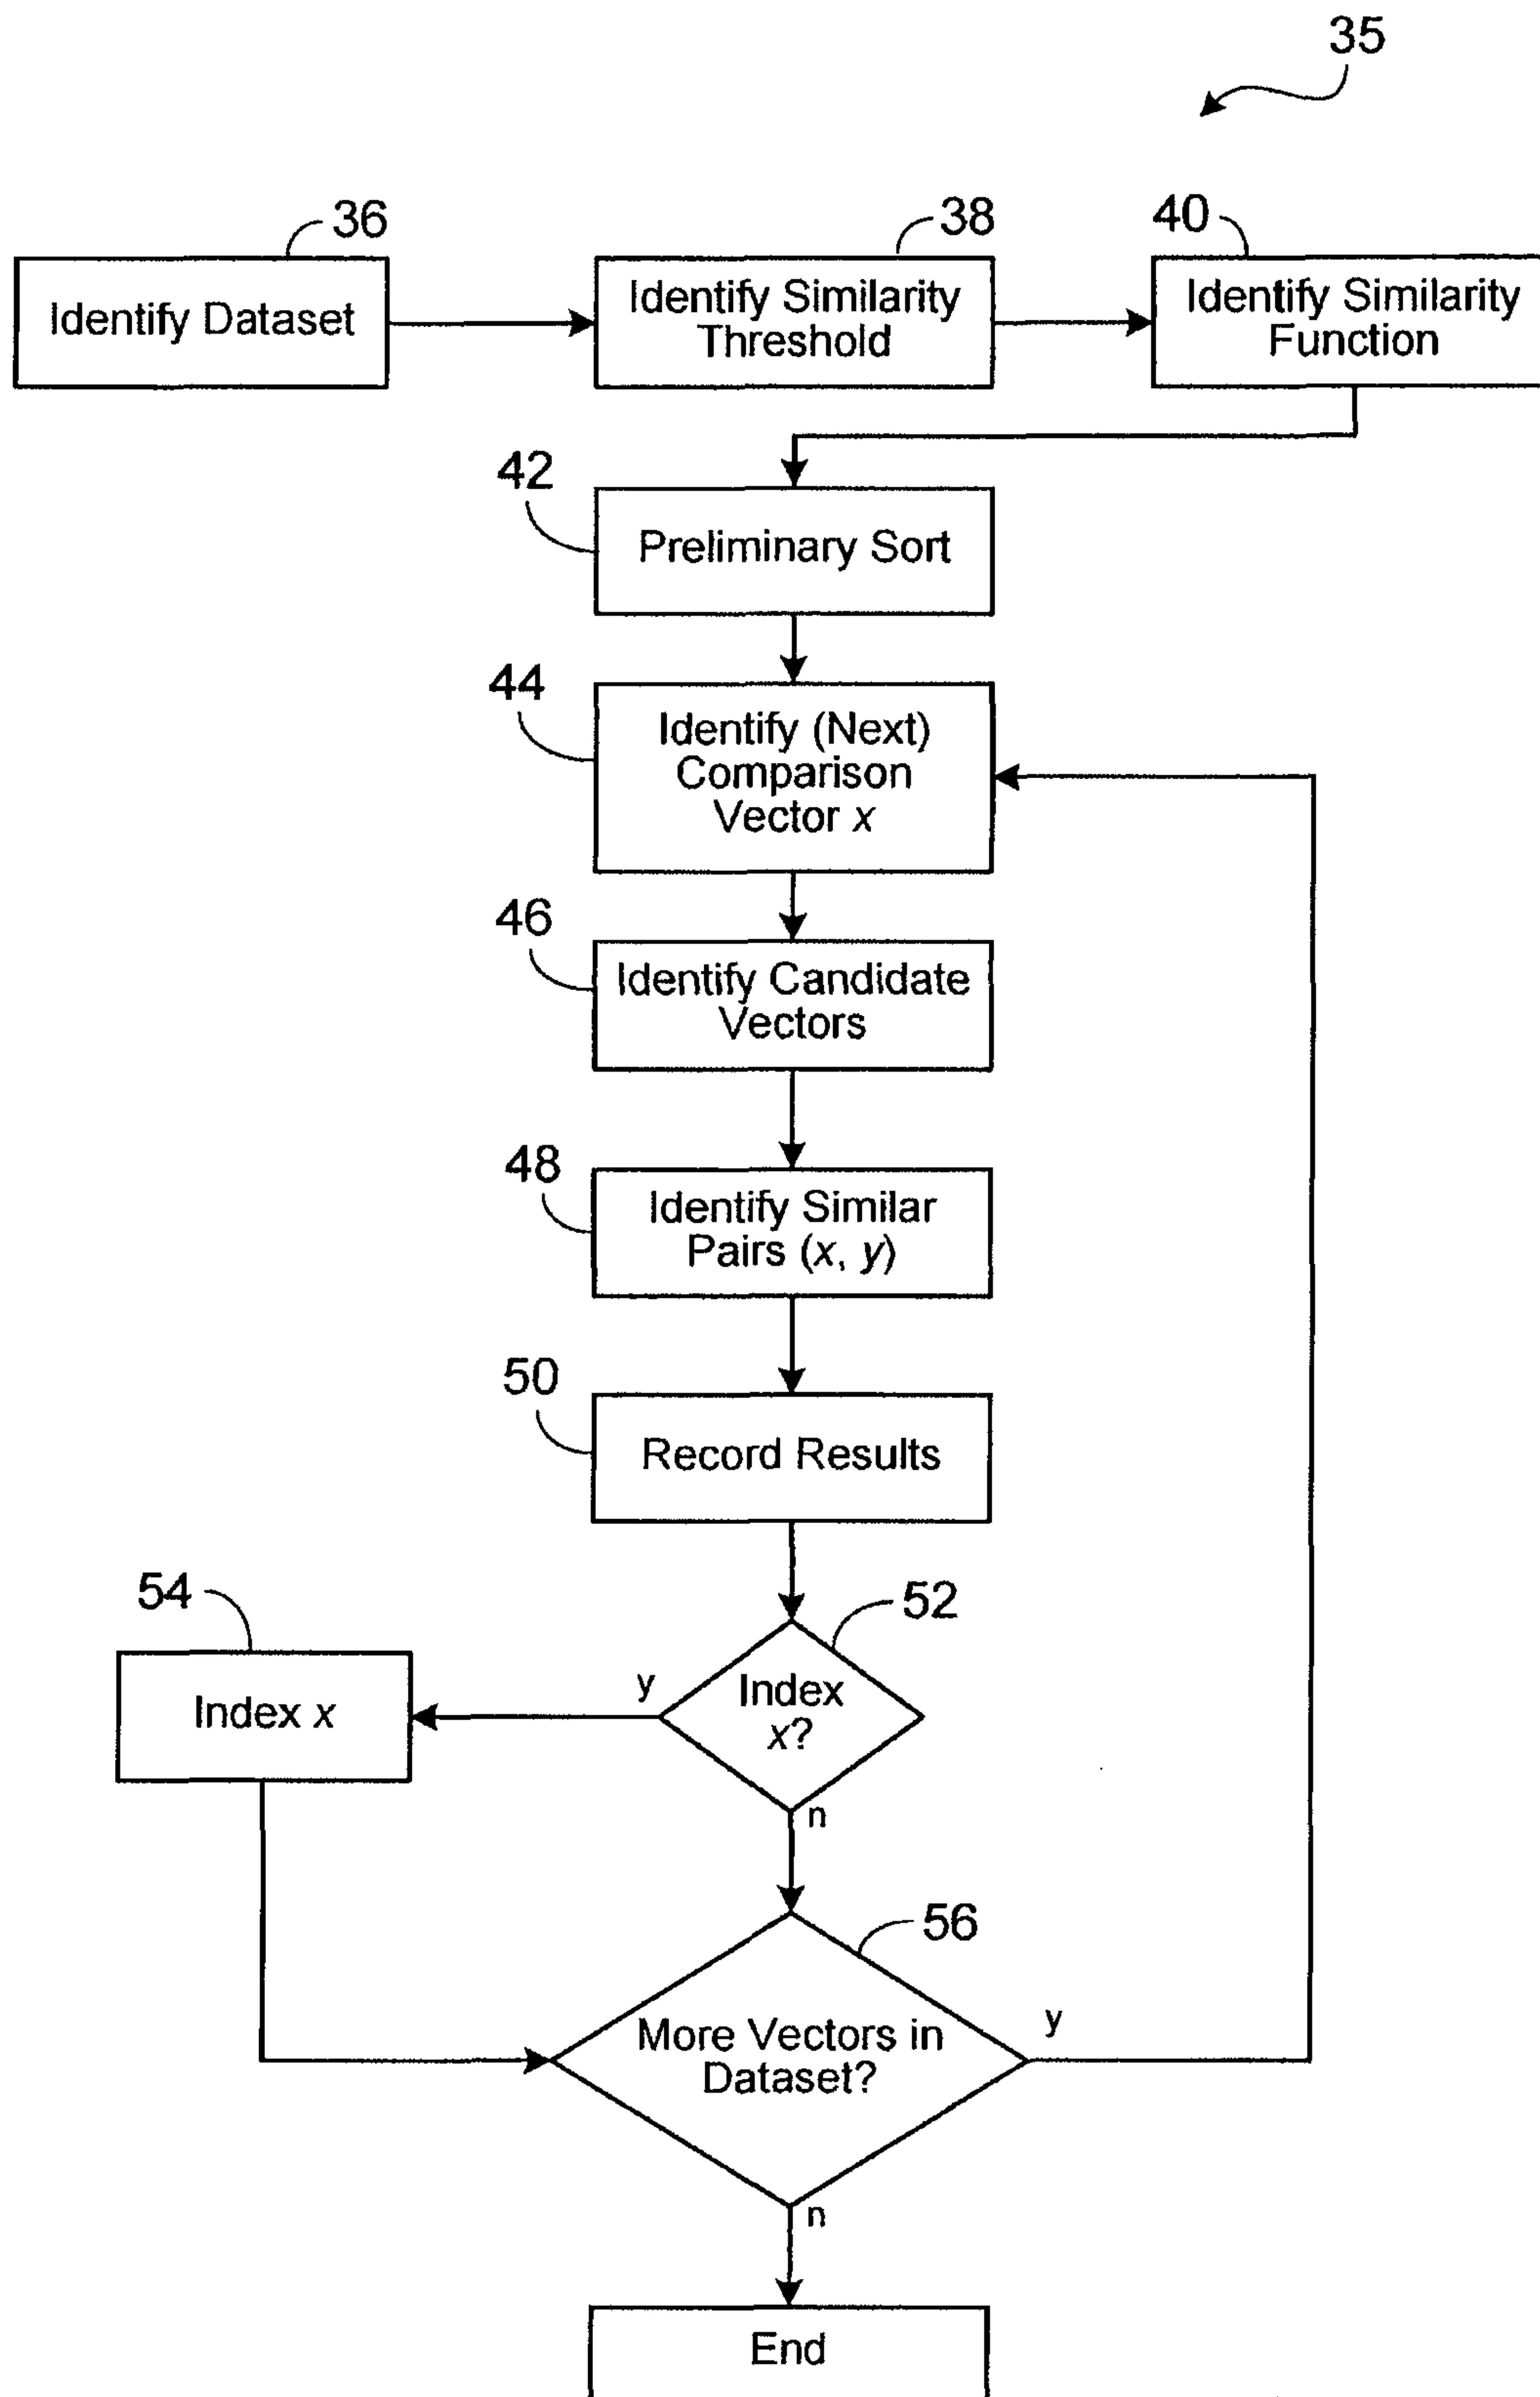 35
36
38
40
Identify Dataset
Identify Similarity
Threshold
Identify Similarity
Function
42
Preliminary Sort
44
Identify (Next)
Comparison
Vector x
46
Identify Candidate
Vectors
48
Identify Similar
Pairs (x, y)
50
Record Results
54
52
Index x
y
Index
x?
n
56
More Vectors in
Dataset?
y
n
End